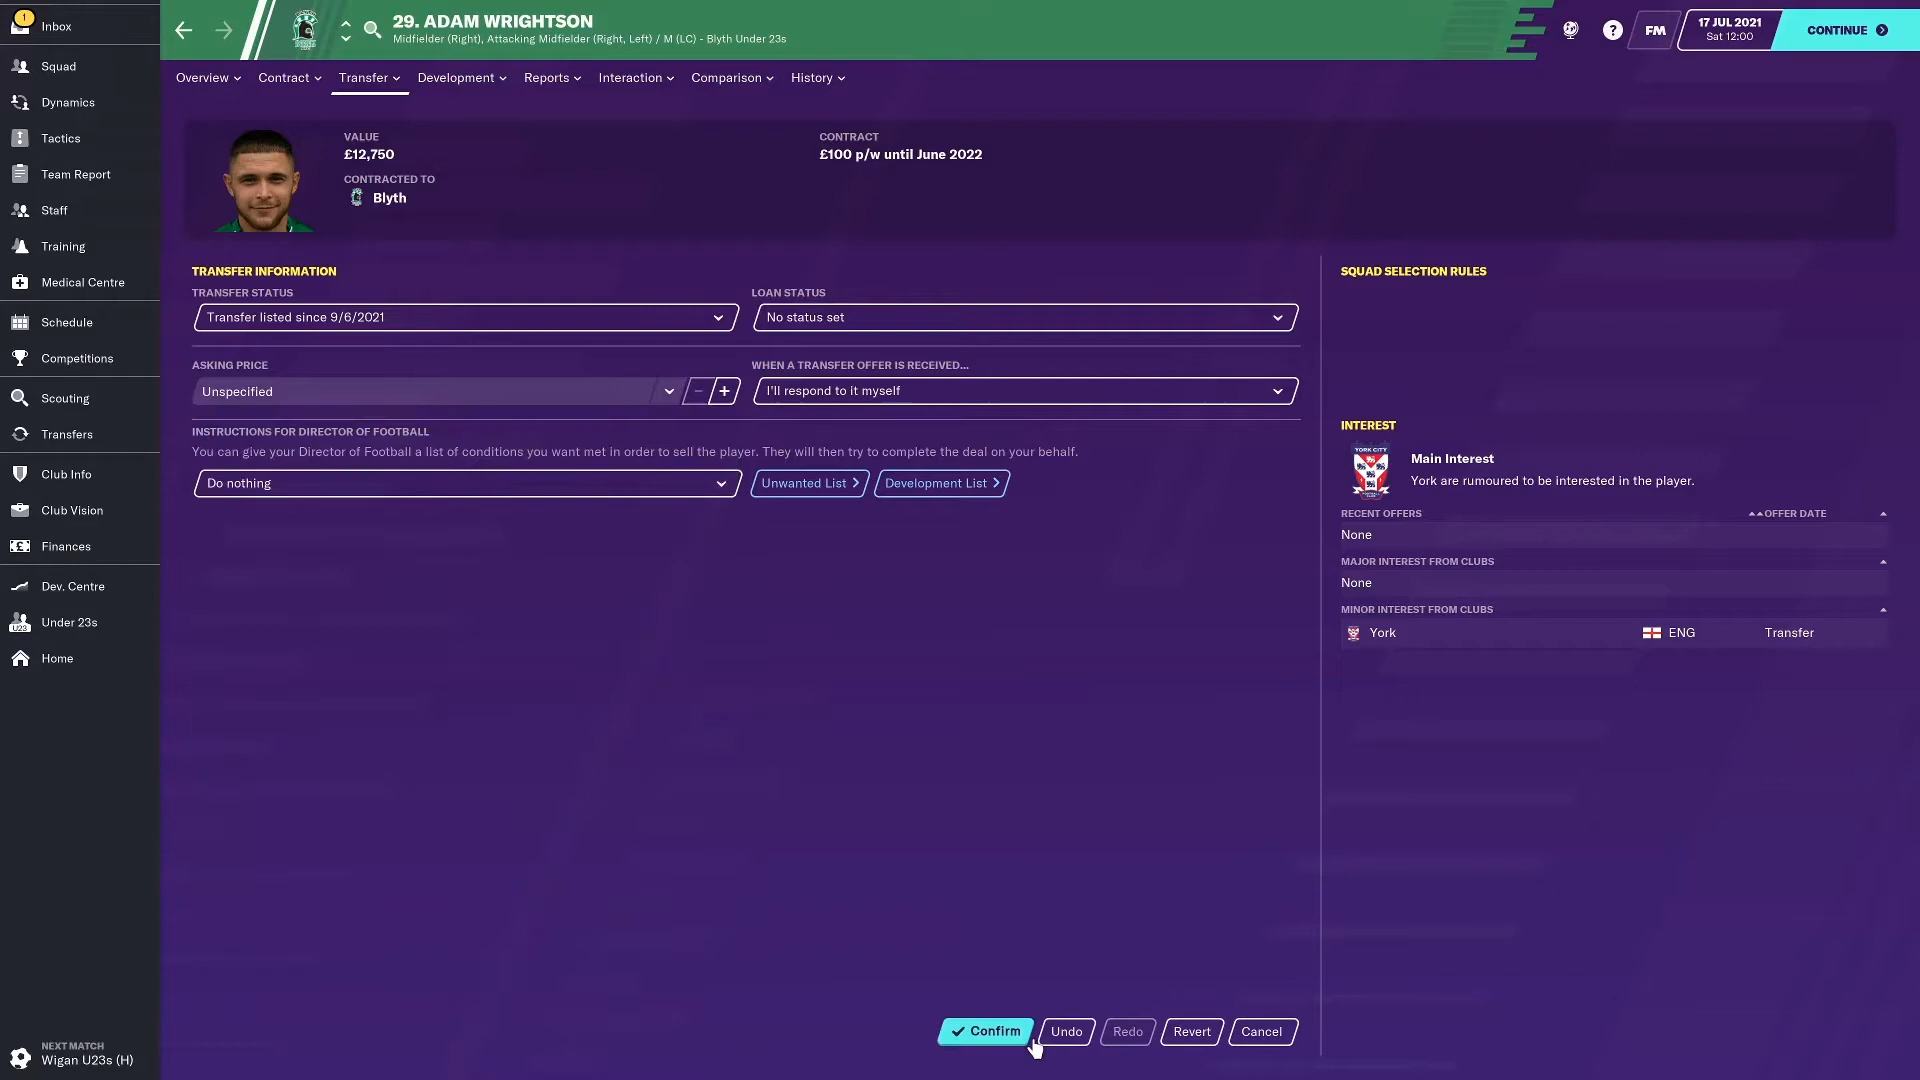 1
Inbox
Squad
Dynamics
Tactics
Team Report
Staff
Training
Medical Centre
Schedule
Competitions
Scouting
Transfers
Club Info
Club Vision
Finances
Dev. Centre
U23
Under 23s
Home
NEXT MATCH
Wigan U23s (H)
29. ADAM WRIGHTSON
Midfielder (Right), Attacking Midfielder (Right, Left) / M (LC) - Blyth Under 23s
?
FM
17 JUL 2021
Sat 12:00
CONTINUE
Overview Contract Transfer Development Reports Interaction Comparison History
VALUE
£12,750
CONTRACTED TO
Blyth
CONTRACT
£100 p/w until June 2022
TRANSFER INFORMATION
TRANSFER STATUS
Transfer listed since 9/6/2021
LOAN STATUS
No status set
ASKING PRICE
Unspecified
- +
WHEN A TRANSFER OFFER IS RECEIVED...
I'll respond to it myself
INSTRUCTIONS FOR DIRECTOR OF FOOTBALL
You can give your Director of Football a list of conditions you want met in order to sell the player. They will then try to complete the deal on your behalf.
Do nothing
Unwanted List
Development List
SQUAD SELECTION RULES
INTEREST
YORK CITY
Main Interest
York are rumoured to be interested in the player.
RECENT OFFERS OFFER DATE
None
MAJOR INTEREST FROM CLUBS
None
MINOR INTEREST FROM CLUBS
York ENG Transfer
Confirm Undo Redo Revert Cancel